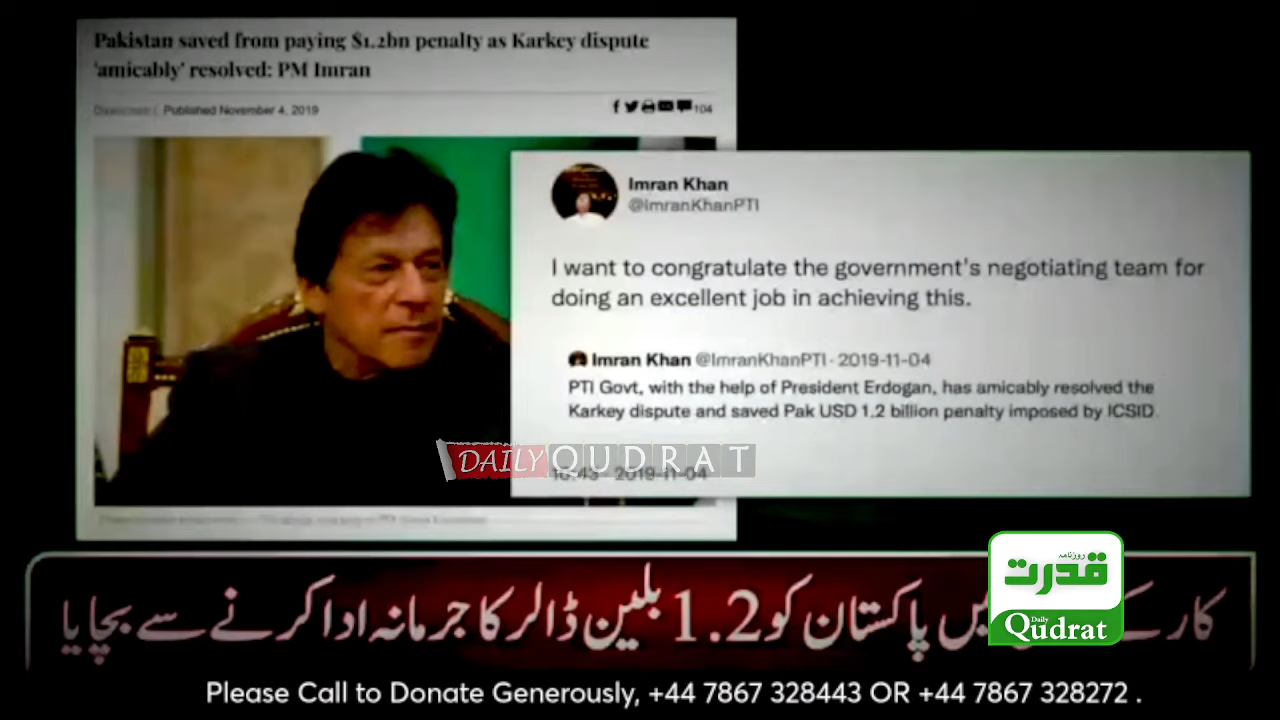 Pakistan saved from paying $1.2bn penalty as Karkey dispute
'amicably' resolved: PM Imran
Published November 4, 2019
104
Imran Khan
@ImranKhanPTI
I want to congratulate the government's negotiating team for
doing an excellent job in achieving this.
Imran Khan @ImranKhanPTI · 2019-11-04
PTI Govt, with the help of President Erdogan, has amicably resolved the
Karkey dispute and saved Pak USD 1.2 billion penalty imposed by ICSID.
DAILY QUDRAT
16:43 · 2019-11-04
روزنامہ
قدرت
Daily
Qudrat
کارکے میں پاکستان کو 1.2 بلین ڈالر کا جرمانہ ادا کرنے سے بچایا
Please Call to Donate Generously, +44 7867 328443 OR +44 7867 328272 .